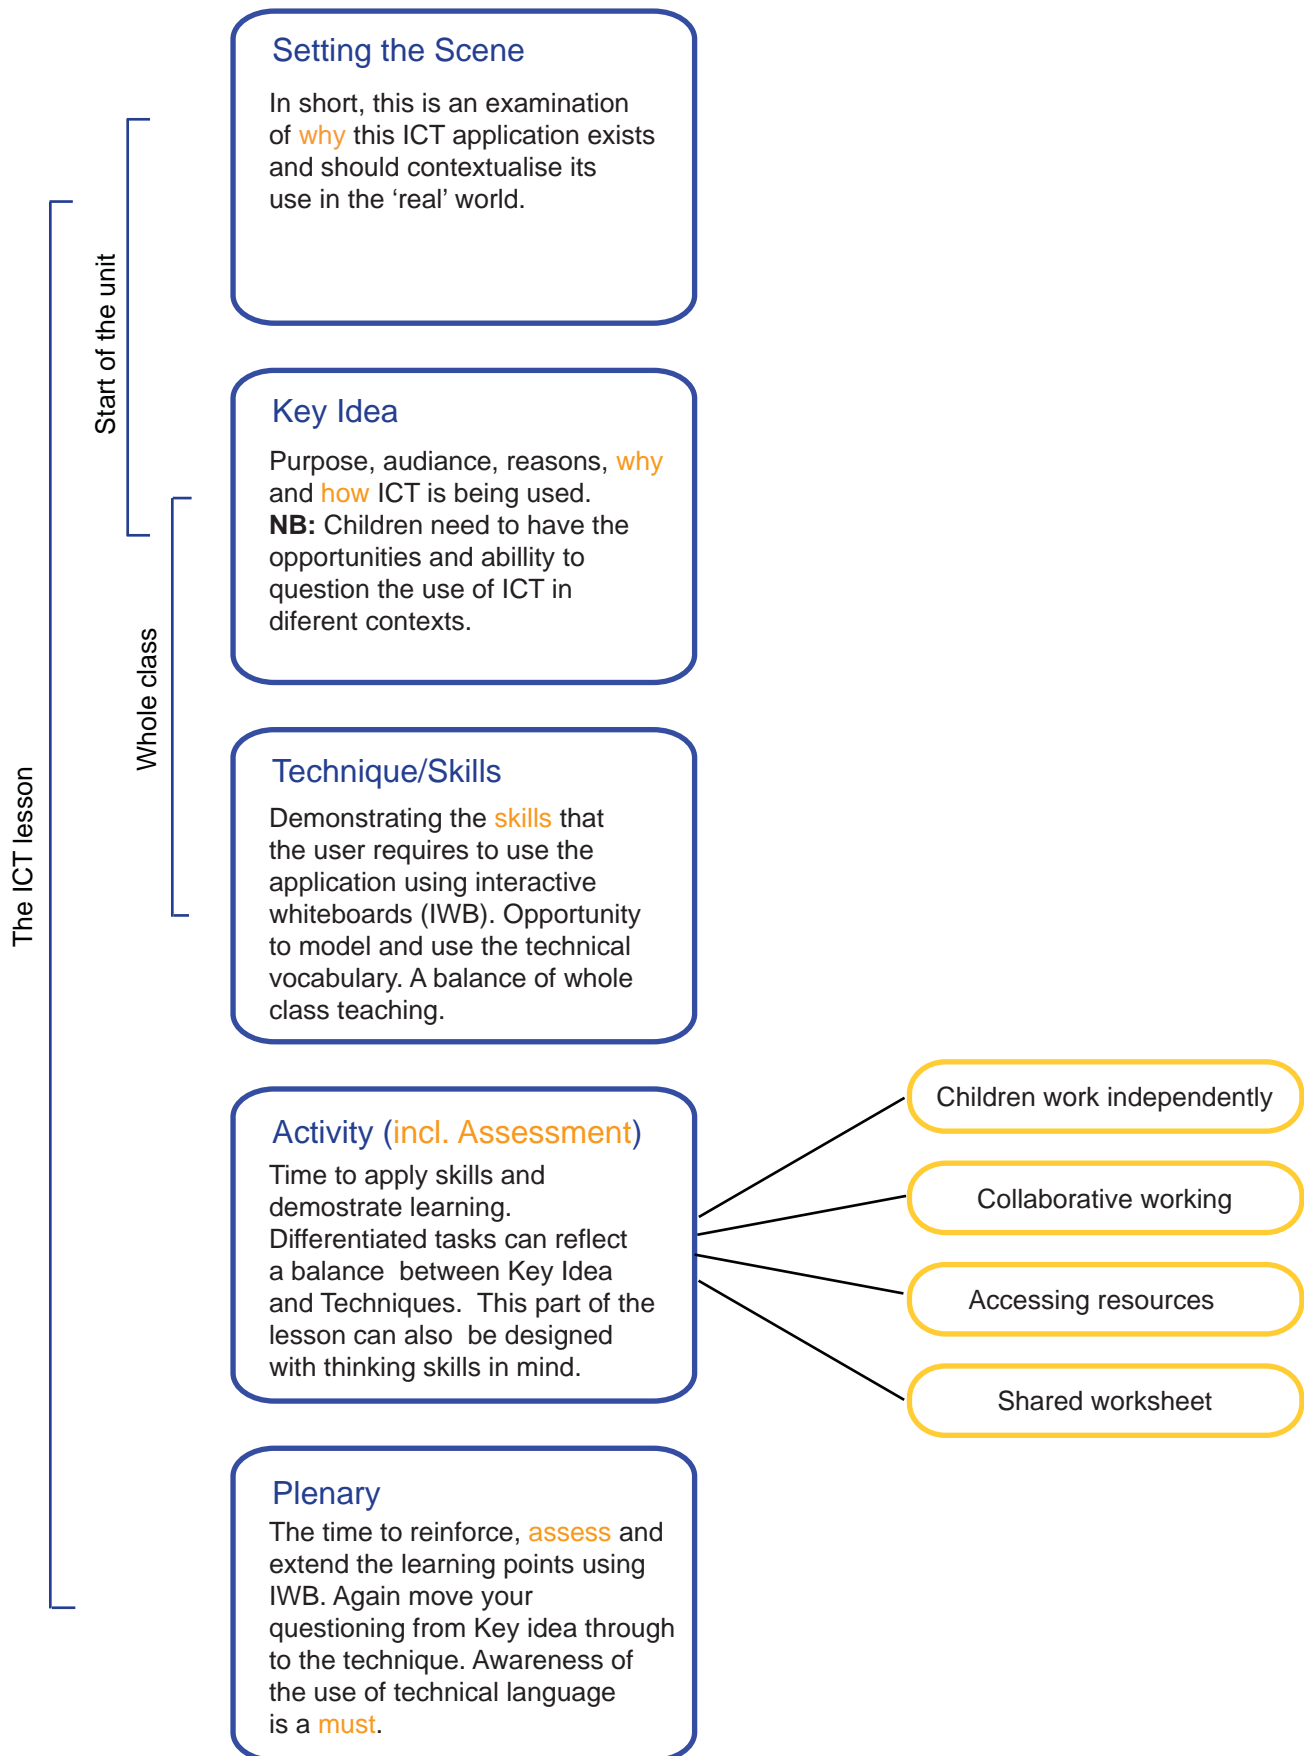 Setting the Scene
In short, this is an examination
of why this ICT application exists
and should contextualise its
use in the ‘real’ world.
Start of the unit
Key Idea
Purpose, audiance, reasons, why
and how ICT is being used.
NB: Children need to have the
opportunities and abillity to
question the use of ICT in
diferent contexts.
Whole class
The ICT lesson
Technique/Skills
Demonstrating the skills that
the user requires to use the
application using interactive
whiteboards (IWB). Opportunity
to model and use the technical
vocabulary. A balance of whole
class teaching.
Activity (incl. Assessment)
Time to apply skills and
demostrate learning.
Differentiated tasks can reflect
a balance between Key Idea
and Techniques. This part of the
lesson can also be designed
with thinking skills in mind.
Children work independently
Collaborative working
Accessing resources
Shared worksheet
Plenary
The time to reinforce, assess and
extend the learning points using
IWB. Again move your
questioning from Key idea through
to the technique. Awareness of
the use of technical language
is a must.